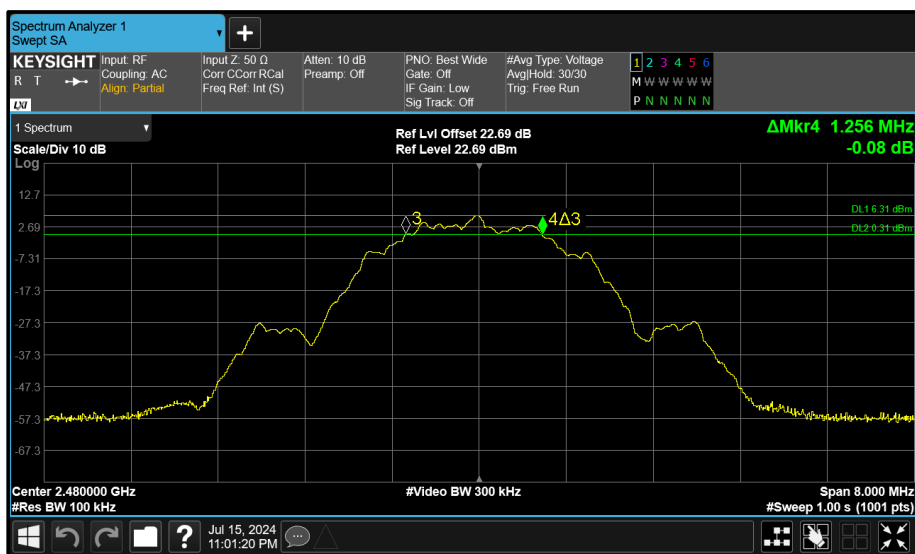 Spectrum Analyzer 1
Swept SA
+
KEYSIGHT
R T
LXI
Input: RF
Coupling: AC
Align: Partial
Input Z: 50 Ω
Corr CCorr RCal
Freq Ref: Int (S)
Atten: 10 dB
Preamp: Off
PNO: Best Wide
Gate: Off
IF Gain: Low
Sig Track: Off
#Avg Type: Voltage
Avg|Hold: 30/30
Trig: Free Run
1 2 3 4 5 6
M W W W W W
P N N N N N
1 Spectrum
Scale/Div 10 dB
Log
Ref Lvl Offset 22.69 dB
Ref Level 22.69 dBm
ΔMkr4 1.256 MHz
-0.08 dB
12.7
2.69
-7.31
-17.3
-27.3
-37.3
-47.3
-57.3
-67.3
3
4Δ3
DL1 6.31 dBm
DL2 0.31 dBm
Center 2.480000 GHz
#Res BW 100 kHz
#Video BW 300 kHz
Span 8.000 MHz
#Sweep 1.00 s (1001 pts)
?
Jul 15, 2024
11:01:20 PM